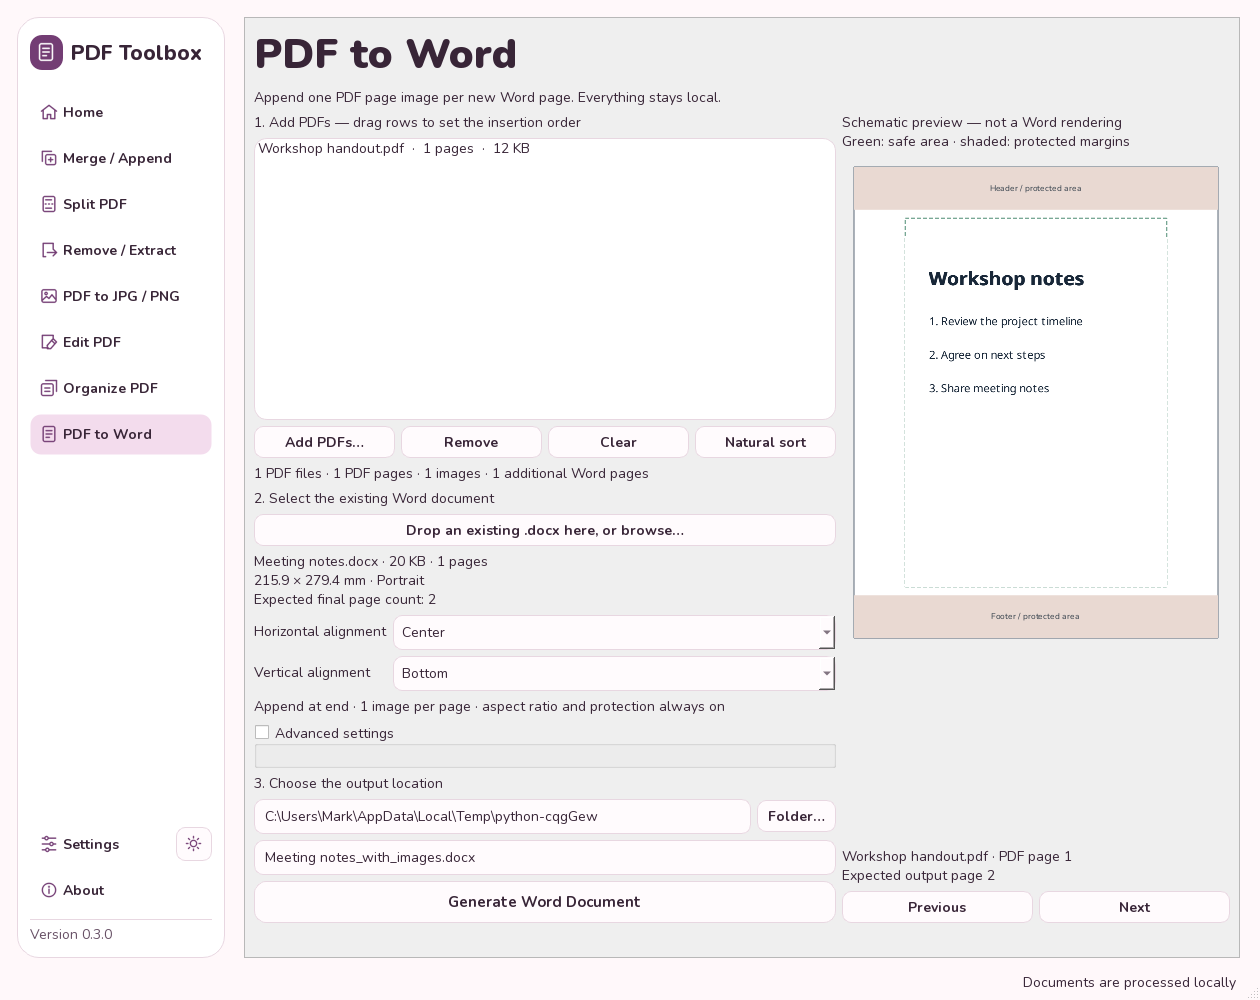 PDF Toolbox
Home
Merge / Append
Split PDF
Remove / Extract
PDF to JPG / PNG
Edit PDF
Organize PDF
PDF to Word
Settings
About
Version 0.3.0
PDF to Word
Append one PDF page image per new Word page. Everything stays local.
1. Add PDFs — drag rows to set the insertion order
Workshop handout.pdf · 1 pages · 12 KB
Add PDFs...
Remove
Clear
Natural sort
1 PDF files · 1 PDF pages · 1 images · 1 additional Word pages
2. Select the existing Word document
Drop an existing .docx here, or browse...
Meeting notes.docx · 20 KB · 1 pages
215.9 × 279.4 mm · Portrait
Expected final page count: 2
Horizontal alignment
Center
Vertical alignment
Bottom
Append at end · 1 image per page · aspect ratio and protection always on
Advanced settings
3. Choose the output location
C:\Users\Mark\AppData\Local\Temp\python-cqgGew
Folder...
Meeting notes_with_images.docx
Generate Word Document
Schematic preview — not a Word rendering
Green: safe area · shaded: protected margins
Header / protected area
Workshop notes
1. Review the project timeline
2. Agree on next steps
3. Share meeting notes
Footer / protected area
Workshop handout.pdf · PDF page 1
Expected output page 2
Previous
Next
Documents are processed locally